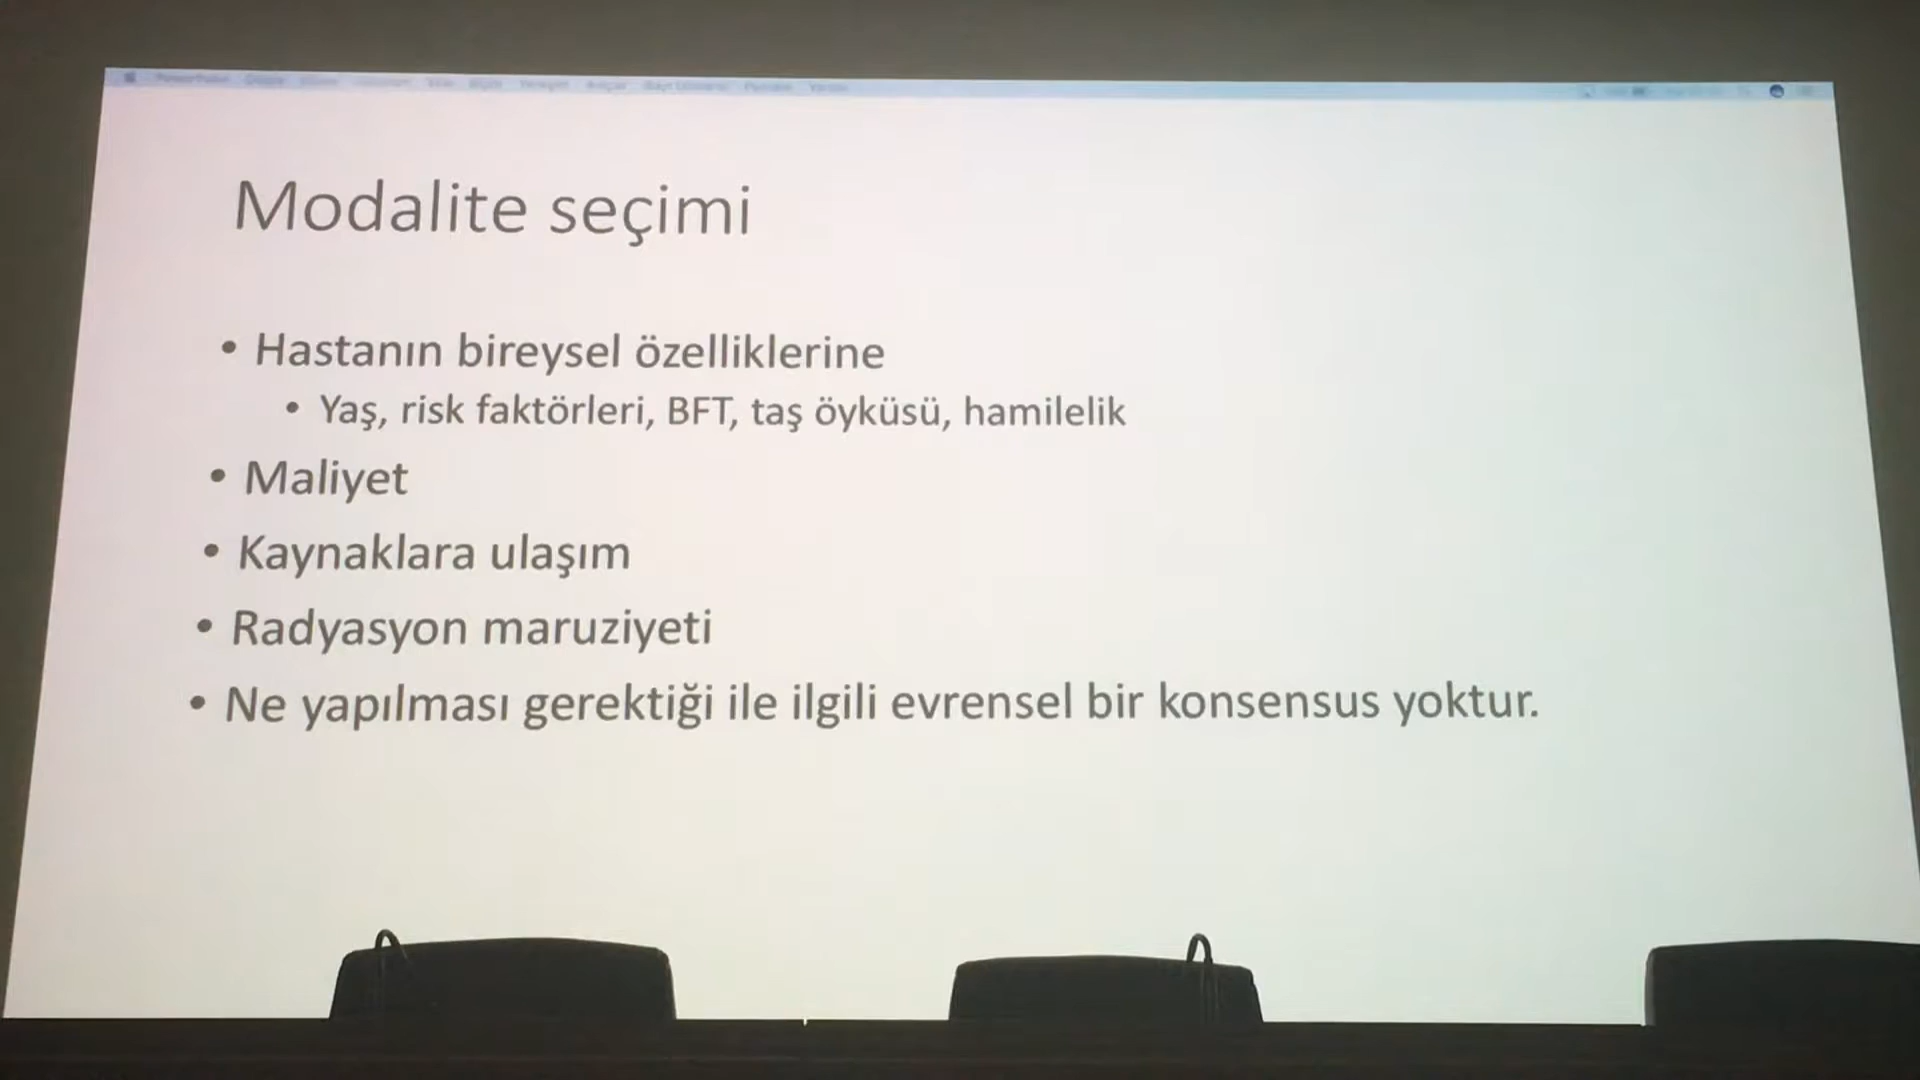 Modalite seçimi
• Hastanın bireysel özelliklerine
• Yaş, risk faktörleri, BFT, taş öyküsü, hamilelik
• Maliyet
• Kaynaklara ulaşım
• Radyasyon maruziyeti
• Ne yapılması gerektiği ile ilgili evrensel bir konsensus yoktur.